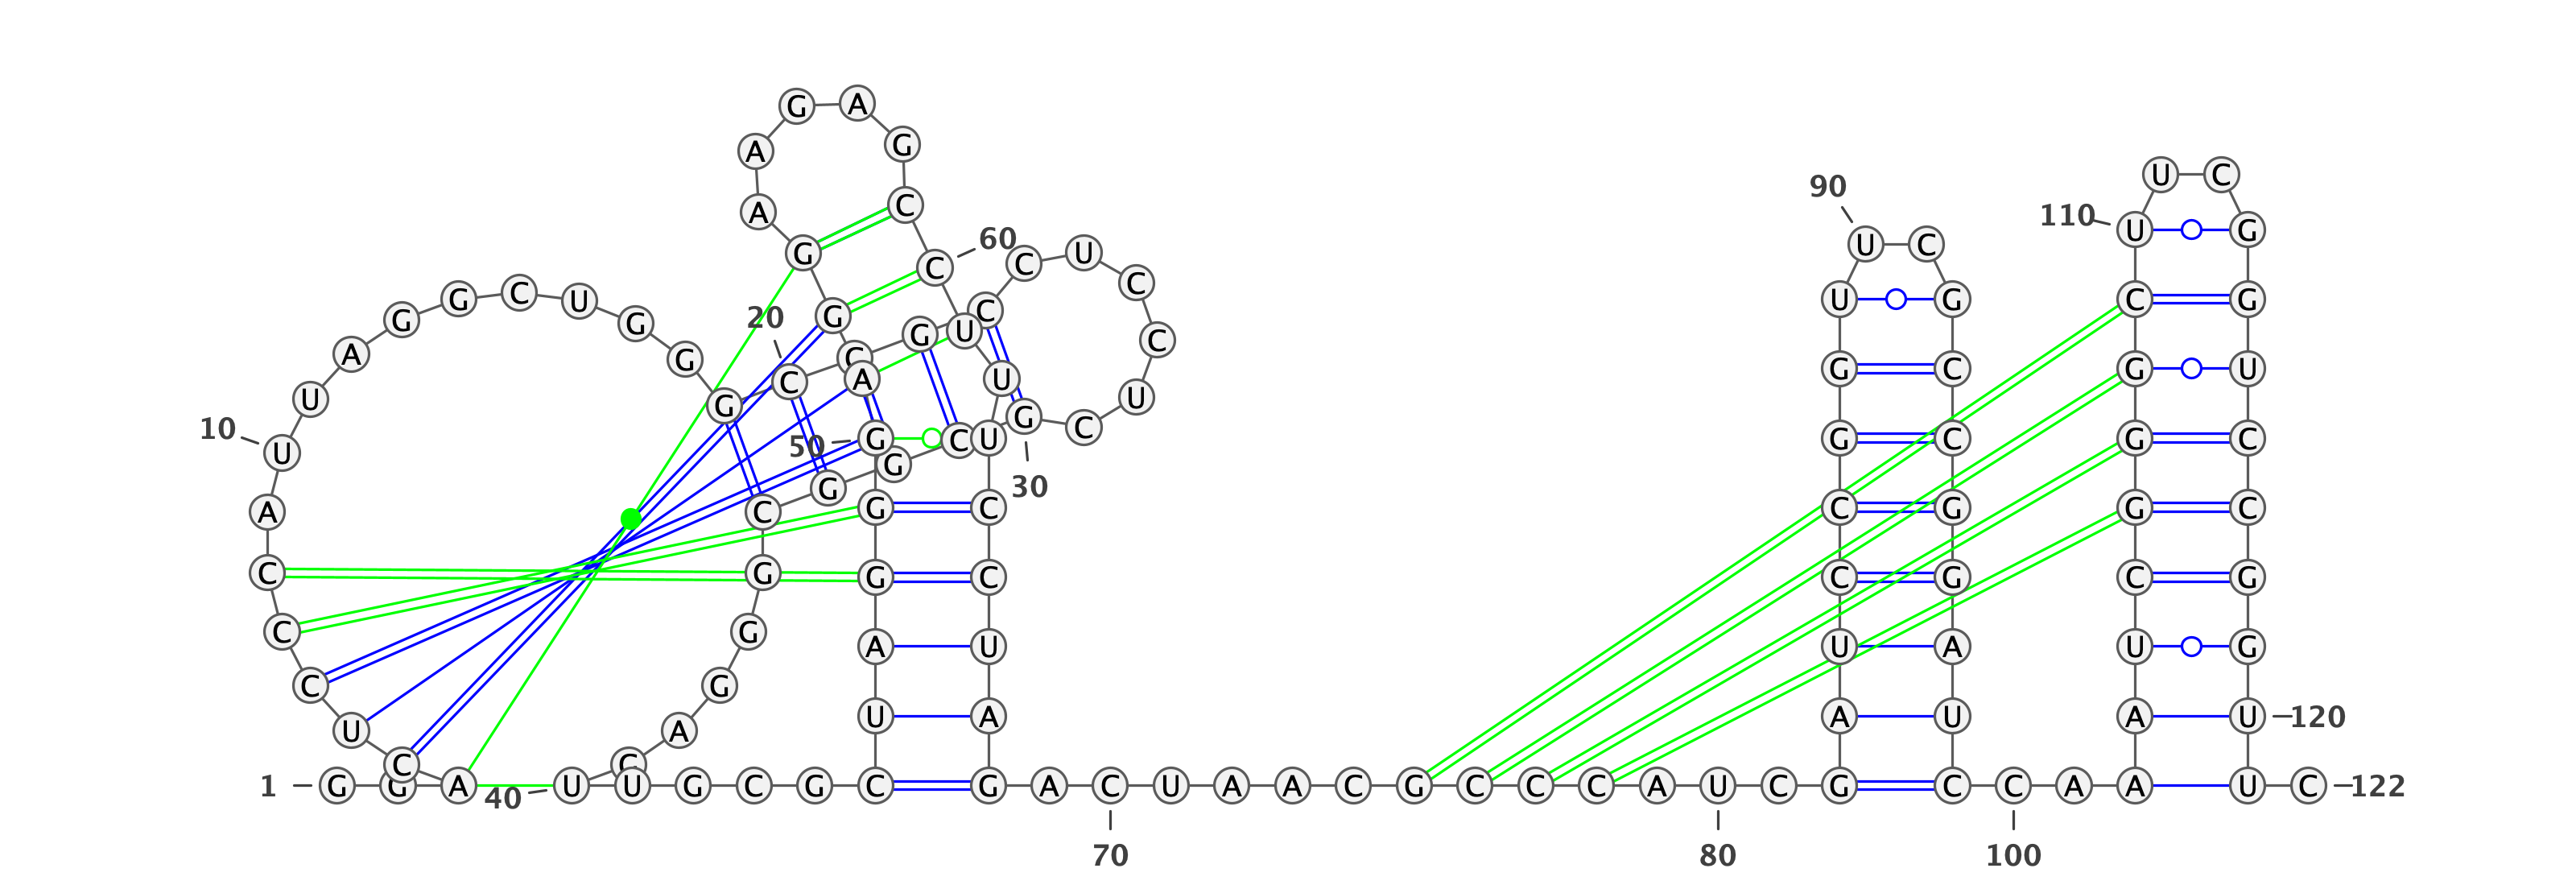 G A
A G
U C
90
A C
110 U G
60
U C
G C C U
C
G C U
U G C G
20
G G G C
G U C
A G C
G C G U
C A U
U G U
G C
10
50 G C U G C G C
U G
G 30
A C G C C G G C
C G G C C G C G
C G
A U U A U G
C G
U A A U A U 120
U A
C C
1 G G A 40 U U G C G C G A C U A A C G C C C A U C G C C A A U C 122
70 80 100